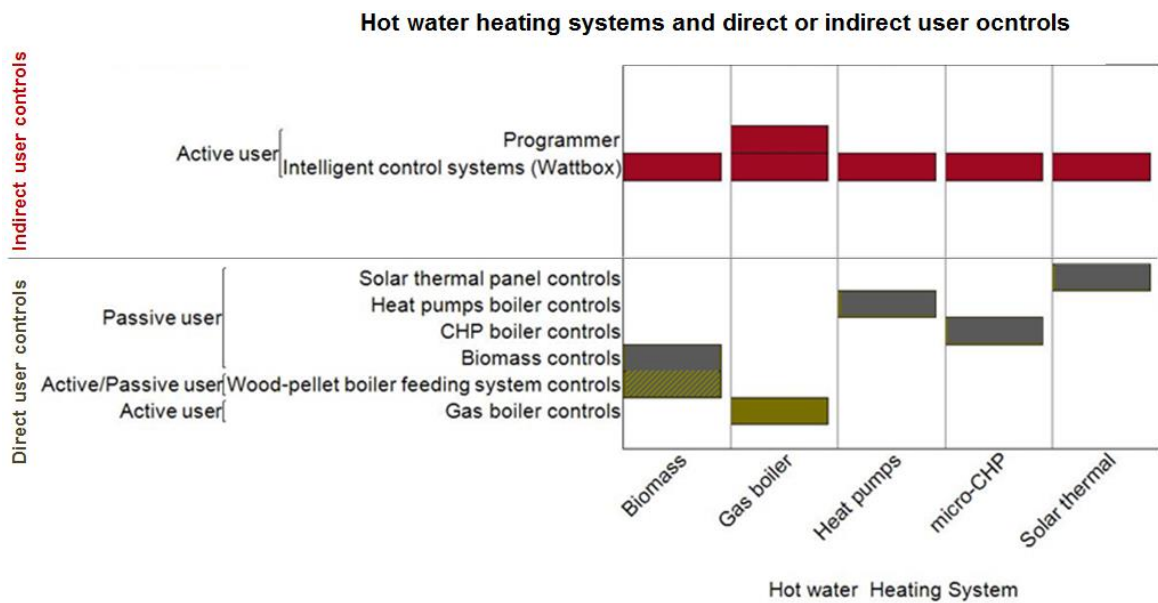 Hot water heating systems and direct or indirect user ocntrols
Indirect user controls
Active user
Programmer
Intelligent control systems (Wattbox)
Direct user controls
Passive user
Solar thermal panel controls
Heat pumps boiler controls
CHP boiler controls
Biomass controls
Active/Passive user
Wood-pellet boiler feeding system controls
Active user
Gas boiler controls
Biomass
Gas boiler
Heat pumps
micro-CHP
Solar thermal
Hot water Heating System